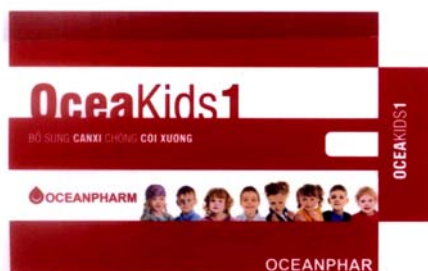 OceaKids1
BỔ SUNG CANXI CHỐNG CÒI XƯƠNG
OCEAKIDS1
OCEANPHARM
OCEANPHAR